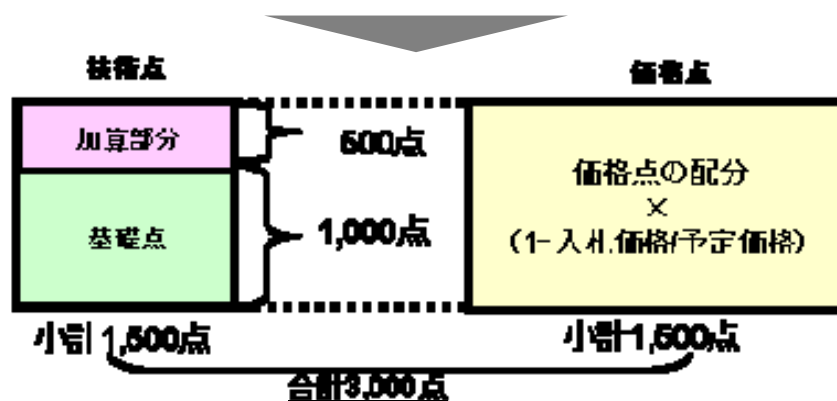 技術点
価格点
加算部分
500点
基礎点
1,000点
価格点の配分
×
(1-入札価格/予定価格)
小計 1,500点
小計1,500点
合計3,000点